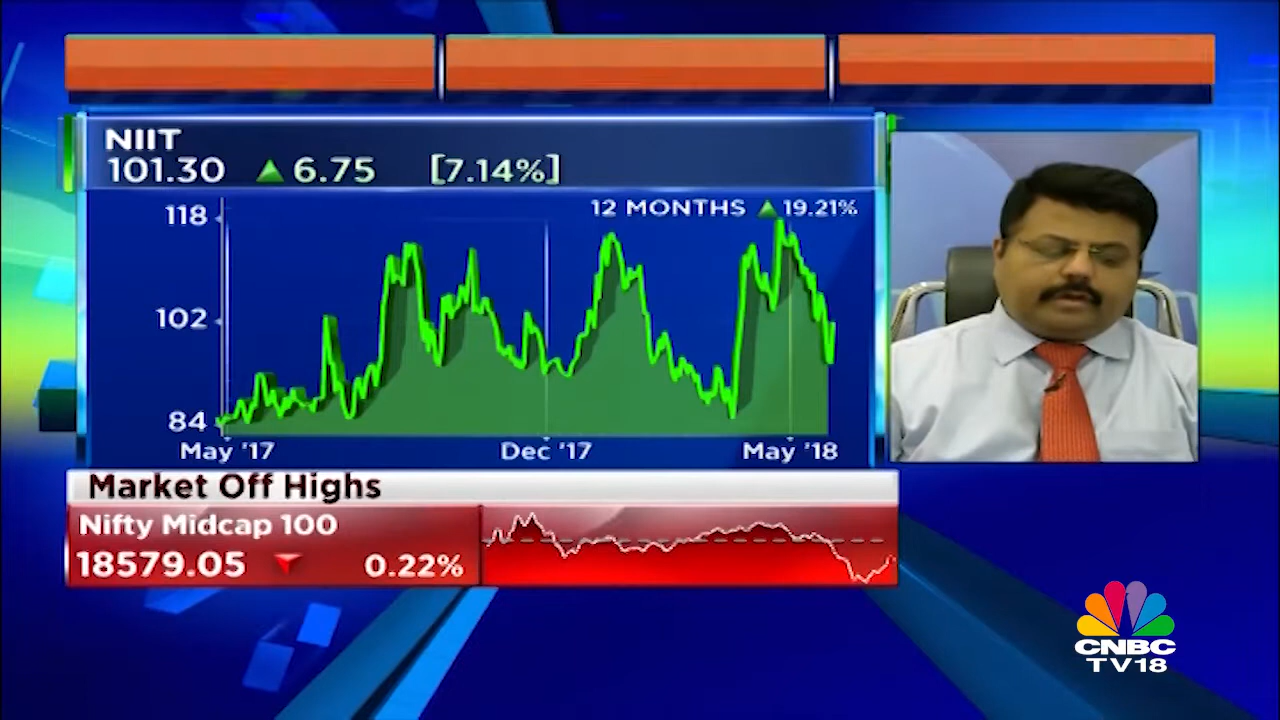 NIIT
101.30 ▲ 6.75 [7.14%]
12 MONTHS ▲ 19.21%
118
102
84
May '17 Dec '17 May '18
Market Off Highs
Nifty Midcap 100
18579.05 ▼ 0.22%
CNBC
TV18